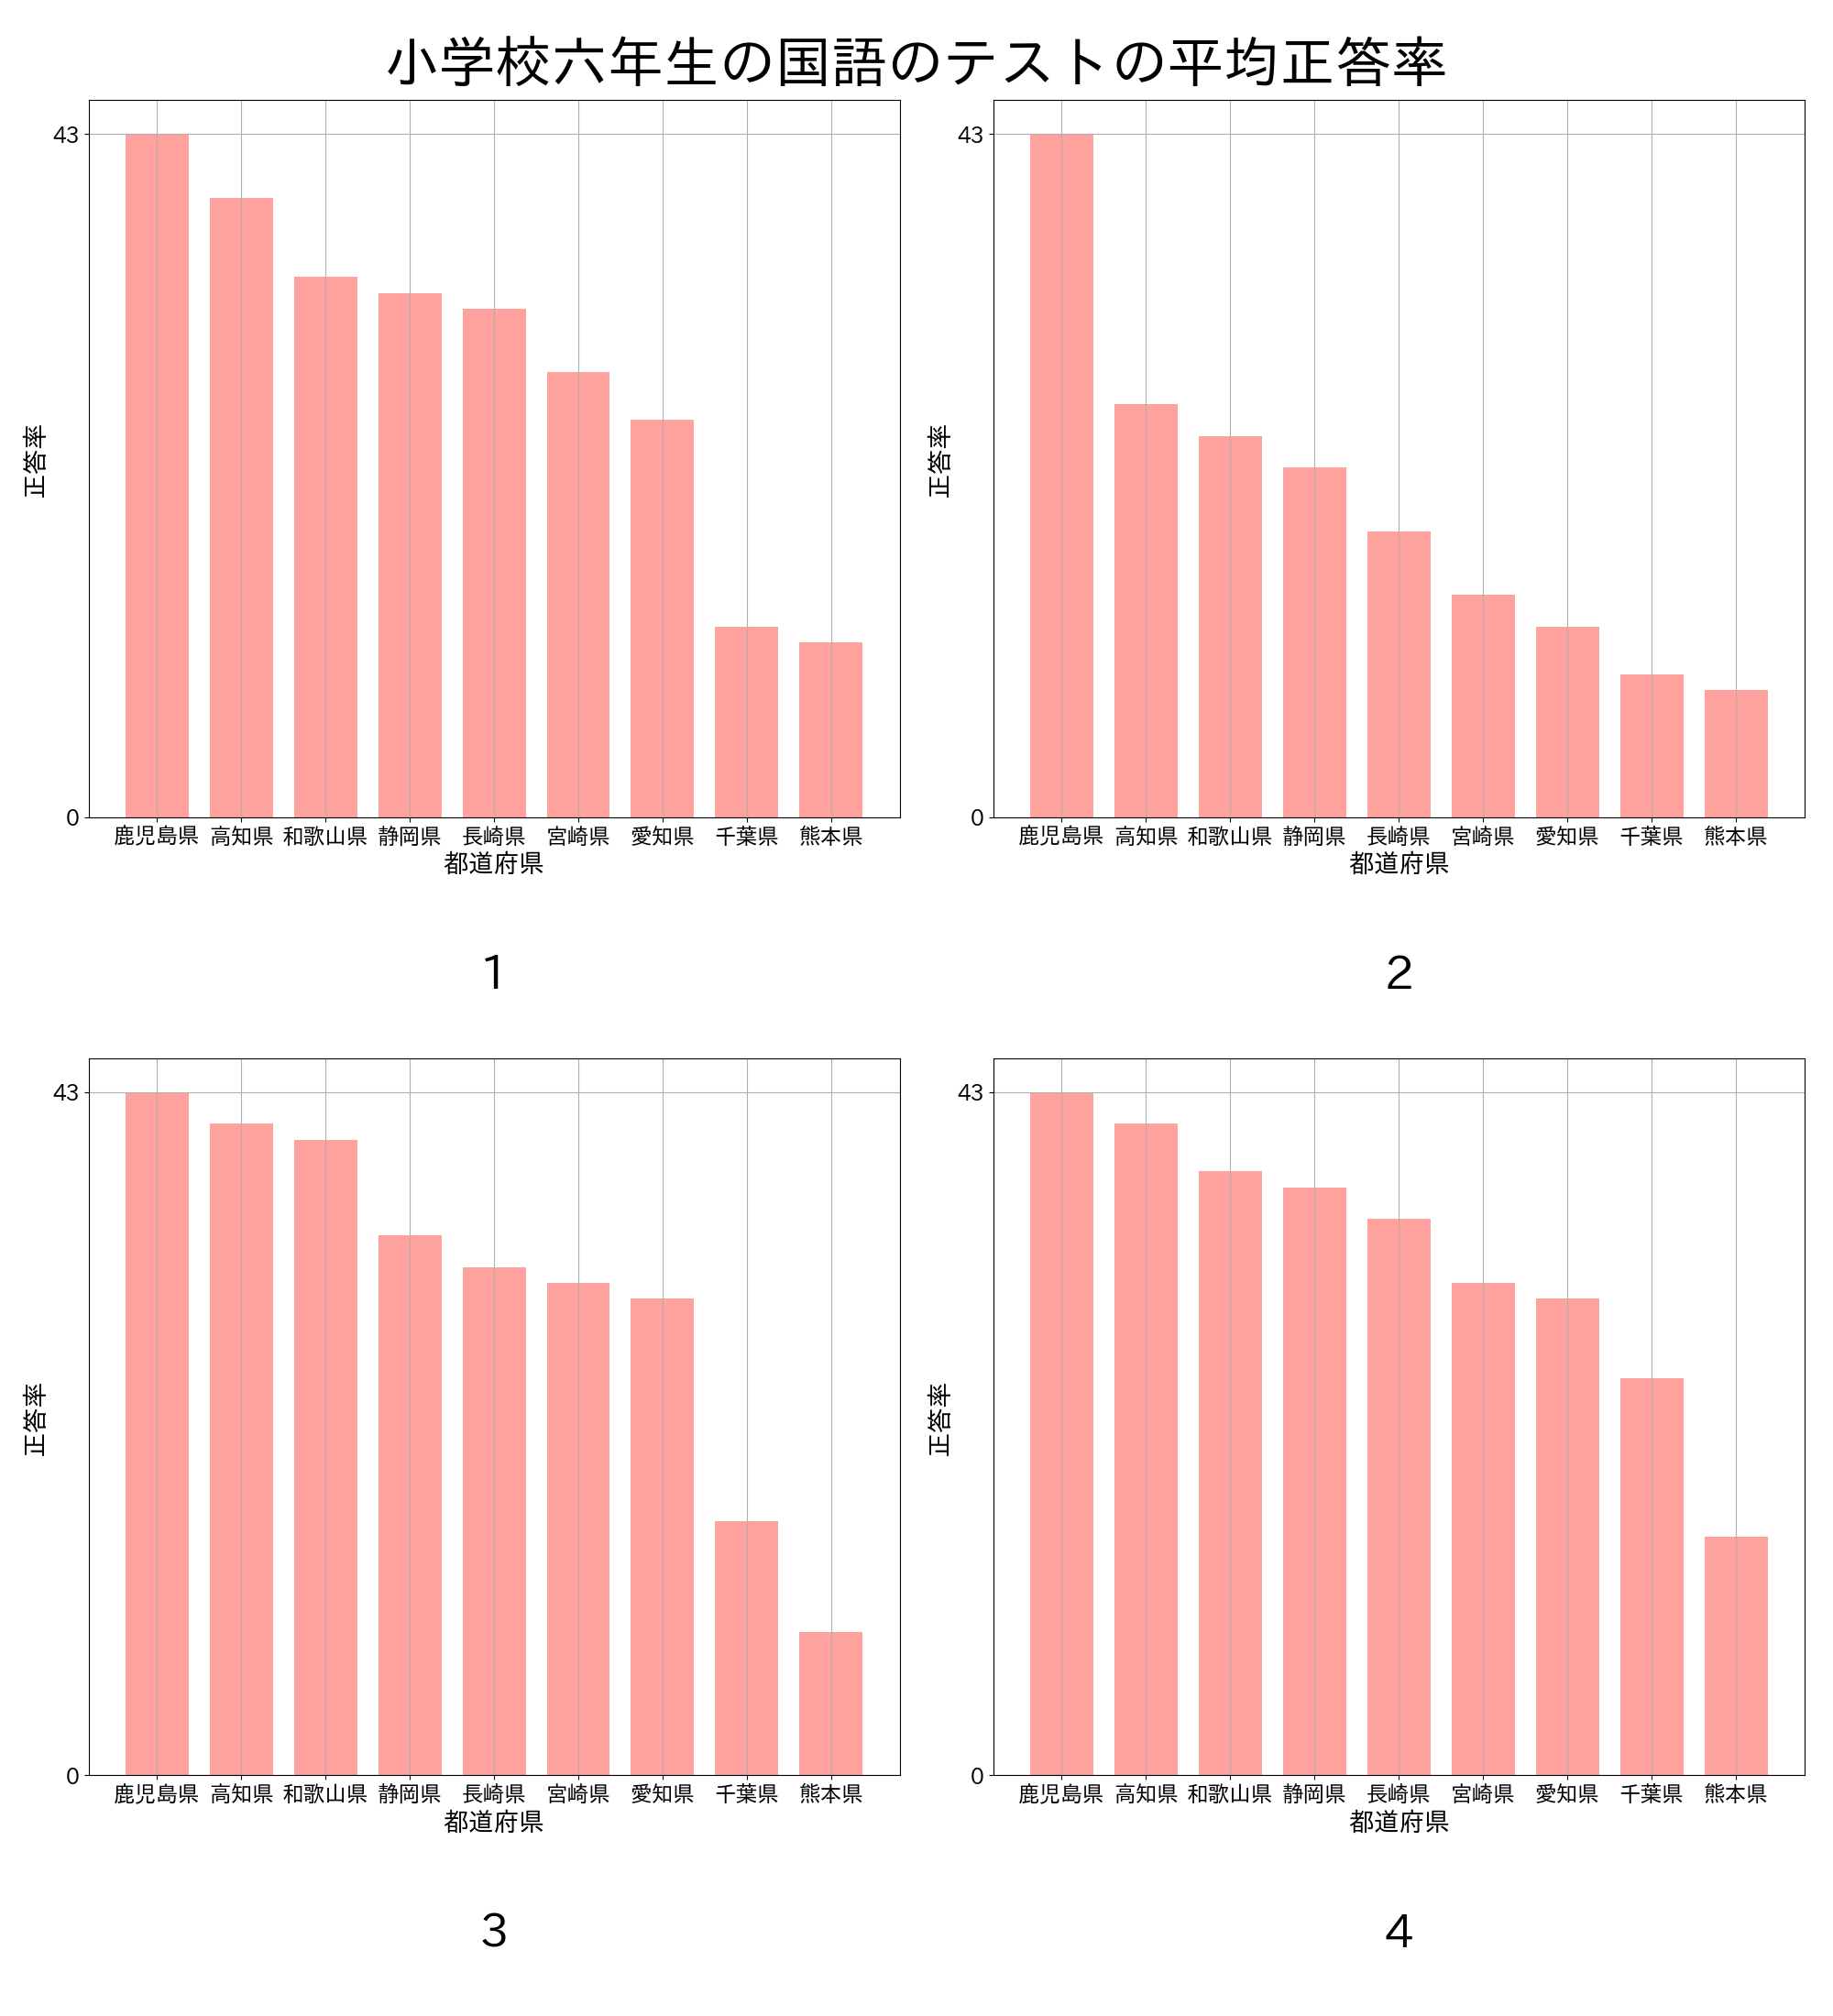 小学校六年生の国語のテストの平均正答率
43
0
正答率
鹿児島県 高知県 和歌山県 静岡県 長崎県 宮崎県 愛知県 千葉県 熊本県
都道府県
1
43
0
正答率
鹿児島県 高知県 和歌山県 静岡県 長崎県 宮崎県 愛知県 千葉県 熊本県
都道府県
2
43
0
正答率
鹿児島県 高知県 和歌山県 静岡県 長崎県 宮崎県 愛知県 千葉県 熊本県
都道府県
3
43
0
正答率
鹿児島県 高知県 和歌山県 静岡県 長崎県 宮崎県 愛知県 千葉県 熊本県
都道府県
4